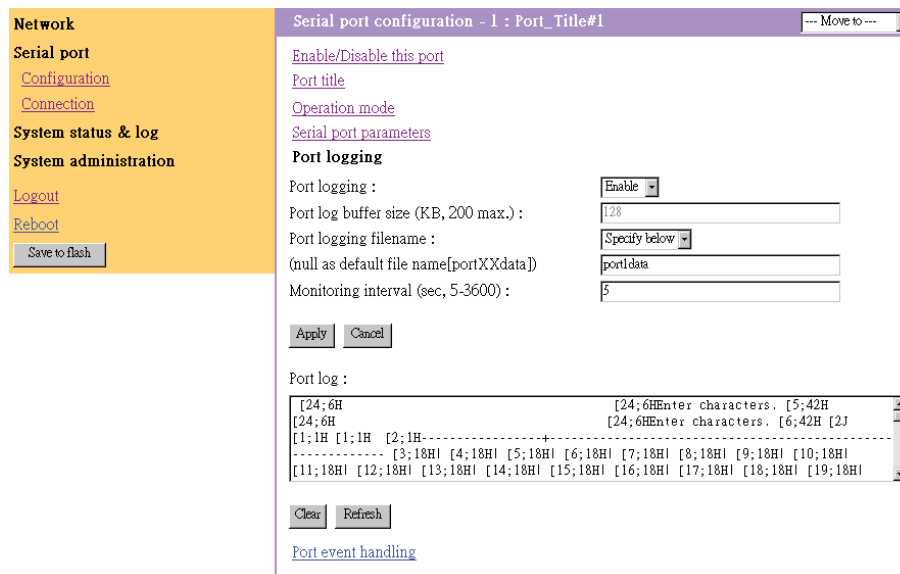 Network
Serial port
Configuration
Connection
System status & log
System administration
Logout
Reboot
Save to flash
Serial port configuration - 1 : Port_Title#1
--- Move to ---
Enable/Disable this port
Port title
Operation mode
Serial port parameters
Port logging
Port logging : Enable
Port log buffer size (KB, 200 max.) : 128
Port logging filename : Specify below
(null as default file name[portXXdata]) port1data
Monitoring interval (sec, 5-3600) : 5
Apply Cancel
Port log :
[24;6H [24;6HEnter characters. [5;42H
[24;6H [24;6HEnter characters. [6;42H [2J
[1;1H [1;1H [2;1H----------------+----------------------------------------
------------- [3;18H| [4;18H| [5;18H| [6;18H| [7;18H| [8;18H| [9;18H| [10;18H|
[11;18H| [12;18H| [13;18H| [14;18H| [15;18H| [16;18H| [17;18H| [18;18H| [19;18H|
Clear Refresh
Port event handling